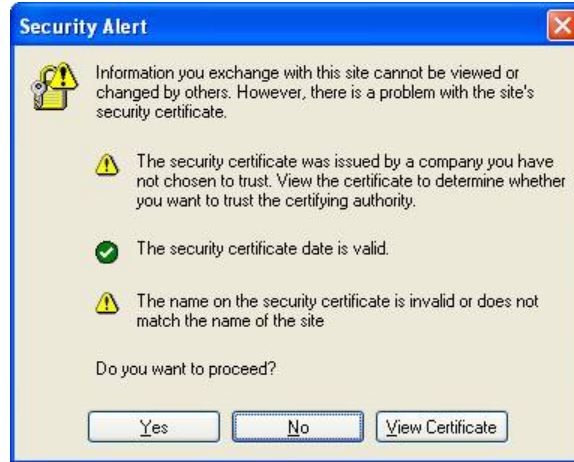 Security Alert
Information you exchange with this site cannot be viewed or
changed by others. However, there is a problem with the site's
security certificate.
The security certificate was issued by a company you have
not chosen to trust. View the certificate to determine whether
you want to trust the certifying authority.
The security certificate date is valid.
The name on the security certificate is invalid or does not
match the name of the site
Do you want to proceed?
Yes No View Certificate